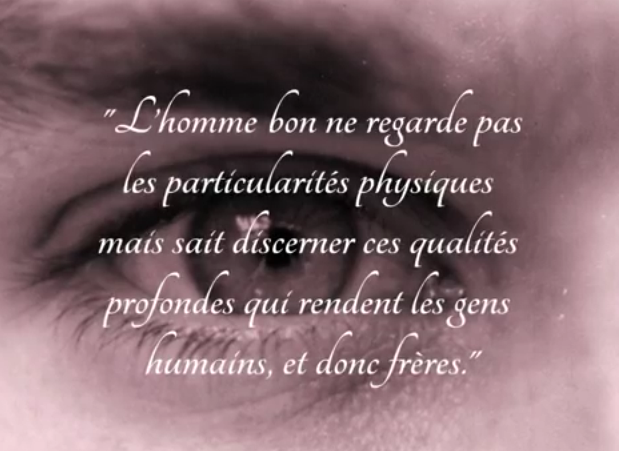 "L'homme bon ne regarde pas
les particularités physiques
mais sait discerner ces qualités
profondes qui rendent les gens
humains, et donc frères."